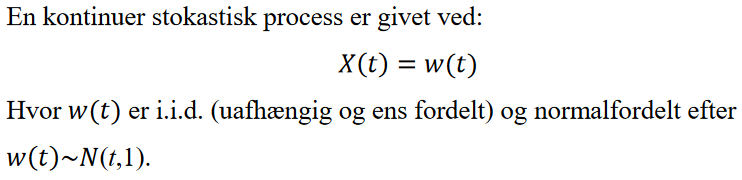 En kontinuer stokastisk process er givet ved:
X(t) = w(t)
Hvor w(t) er i.i.d. (uafhængig og ens fordelt) og normalfordelt efter
w(t)~N(t,1).